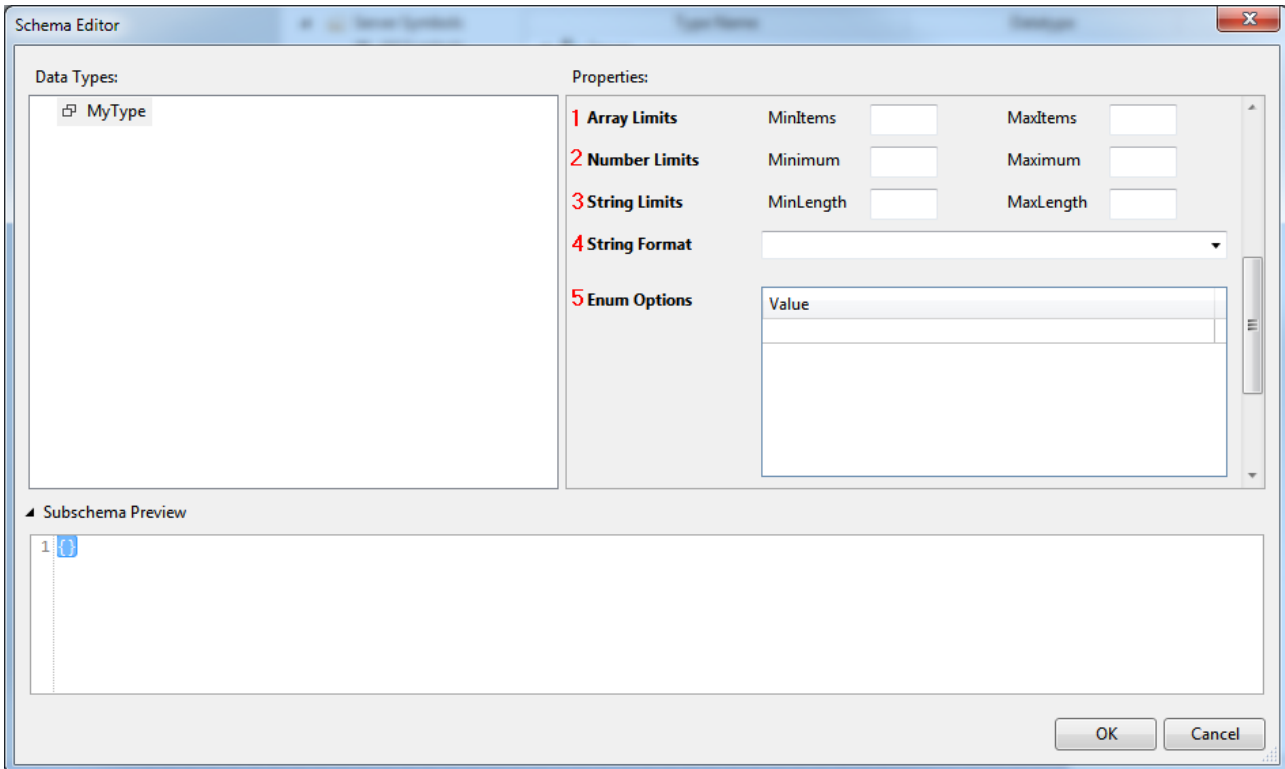 Schema Editor
Data Types:
Properties:
MyType
1 Array Limits MinItems MaxItems
2 Number Limits Minimum Maximum
3 String Limits MinLength MaxLength
4 String Format
5 Enum Options Value
Subschema Preview
1 {}
OK Cancel